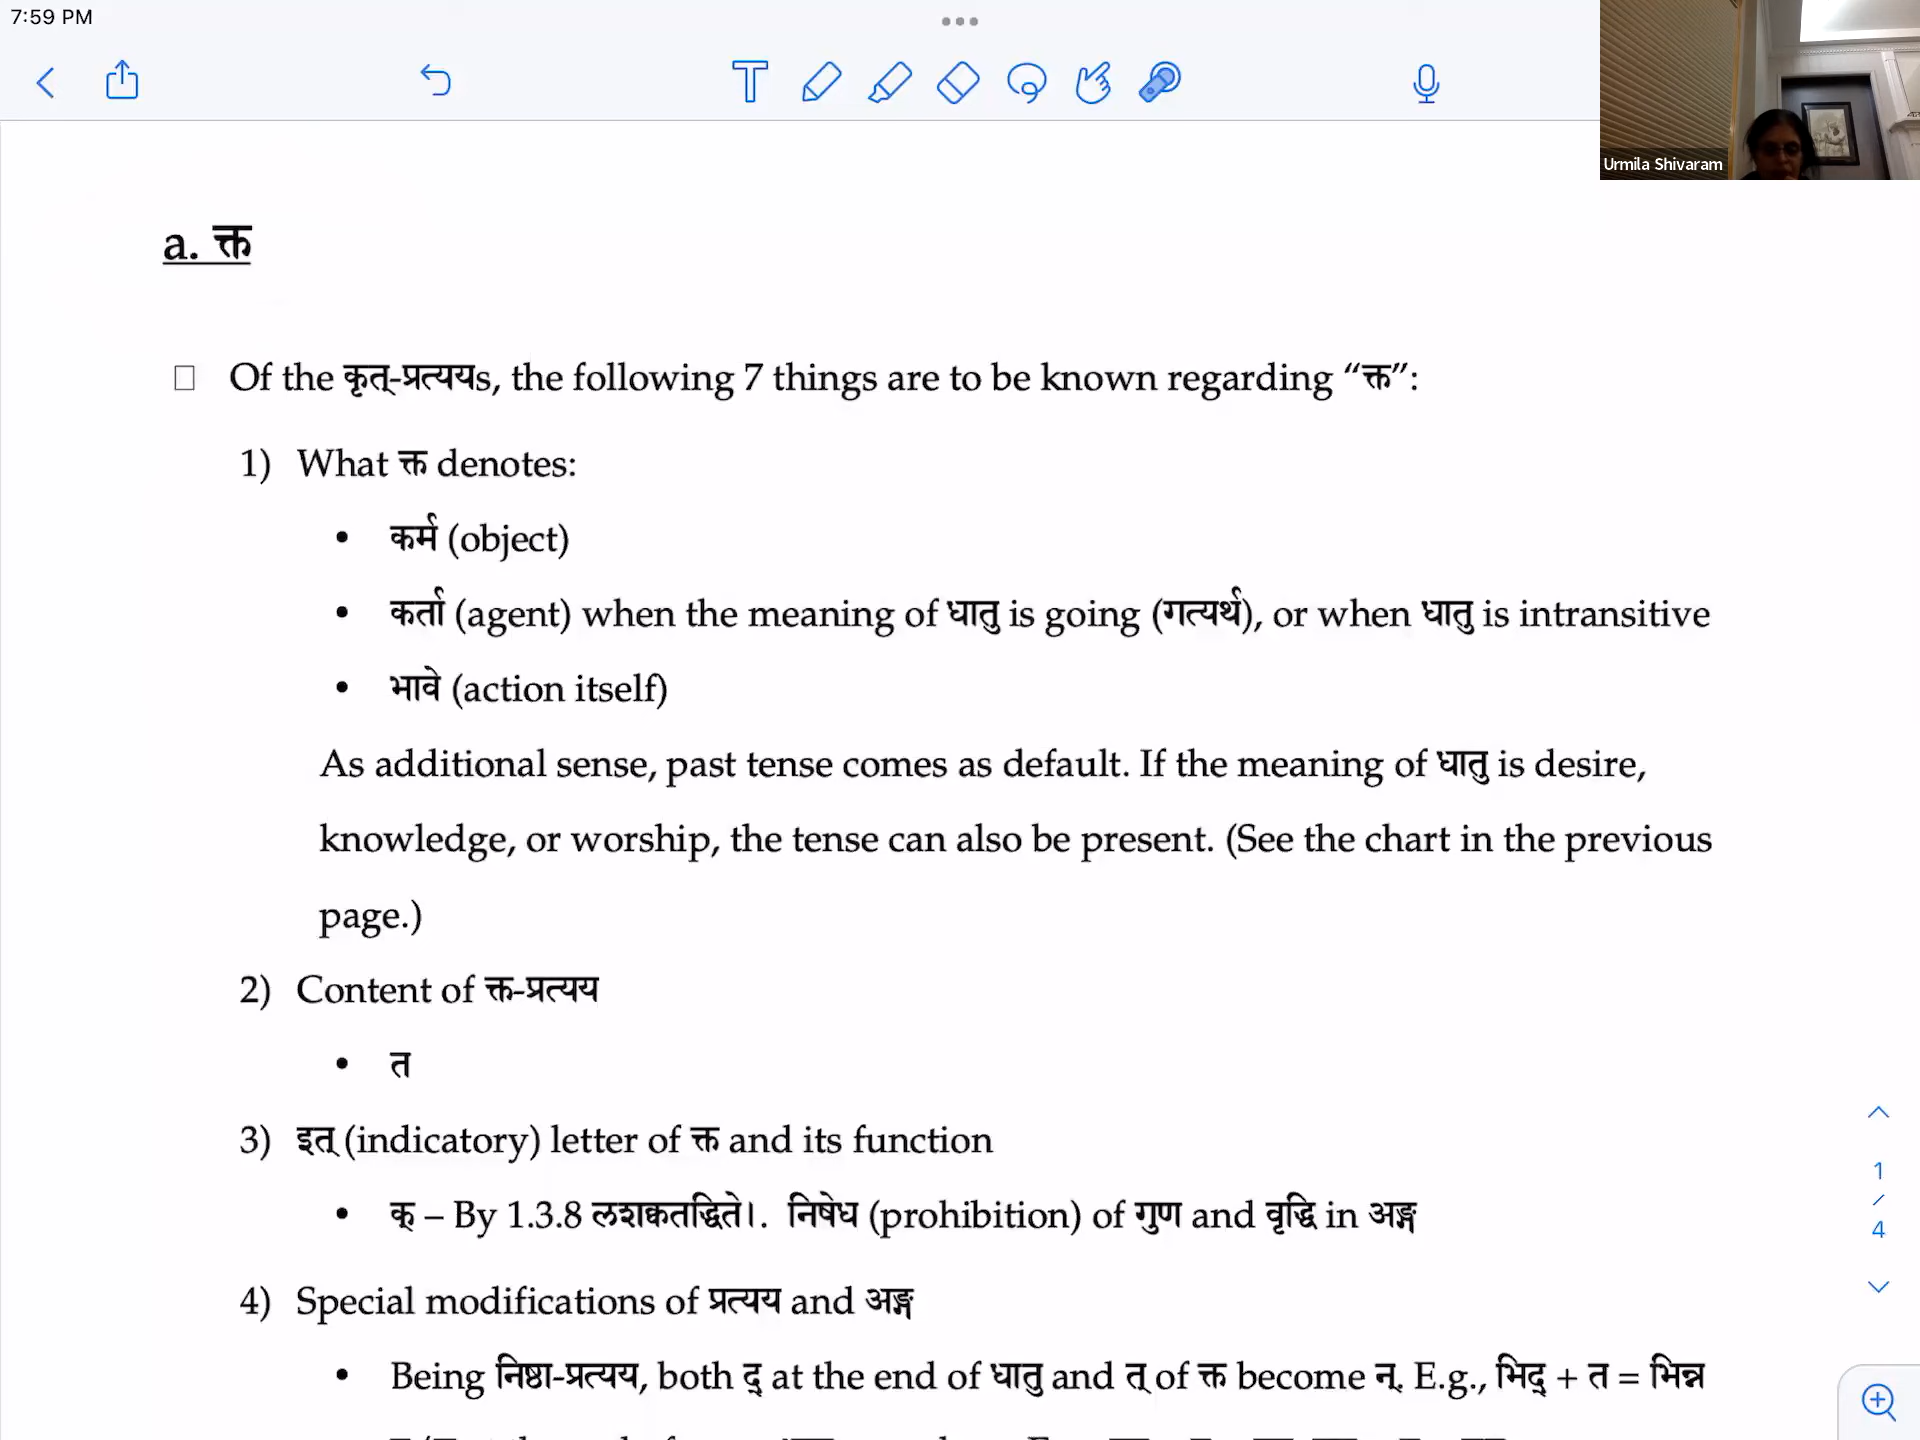 7:59 PM
Urmila Shivaram
a. क्त
Of the कृत्-प्रत्ययs, the following 7 things are to be known regarding “क्त”:
1) What क्त denotes:
• कर्म (object)
• कर्ता (agent) when the meaning of धातु is going (गत्यर्थ), or when धातु is intransitive
• भावे (action itself)
As additional sense, past tense comes as default. If the meaning of धातु is desire,
knowledge, or worship, the tense can also be present. (See the chart in the previous
page.)
2) Content of क्त-प्रत्यय
• त
3) इत् (indicatory) letter of क्त and its function
• क् – By 1.3.8 लशक्वतद्धिते।. निषेध (prohibition) of गुण and वृद्धि in अङ्ग
4) Special modifications of प्रत्यय and अङ्ग
• Being निष्ठा-प्रत्यय, both द् at the end of धातु and त् of क्त become न्. E.g., भिद् + त = भिन्न
1
/
4